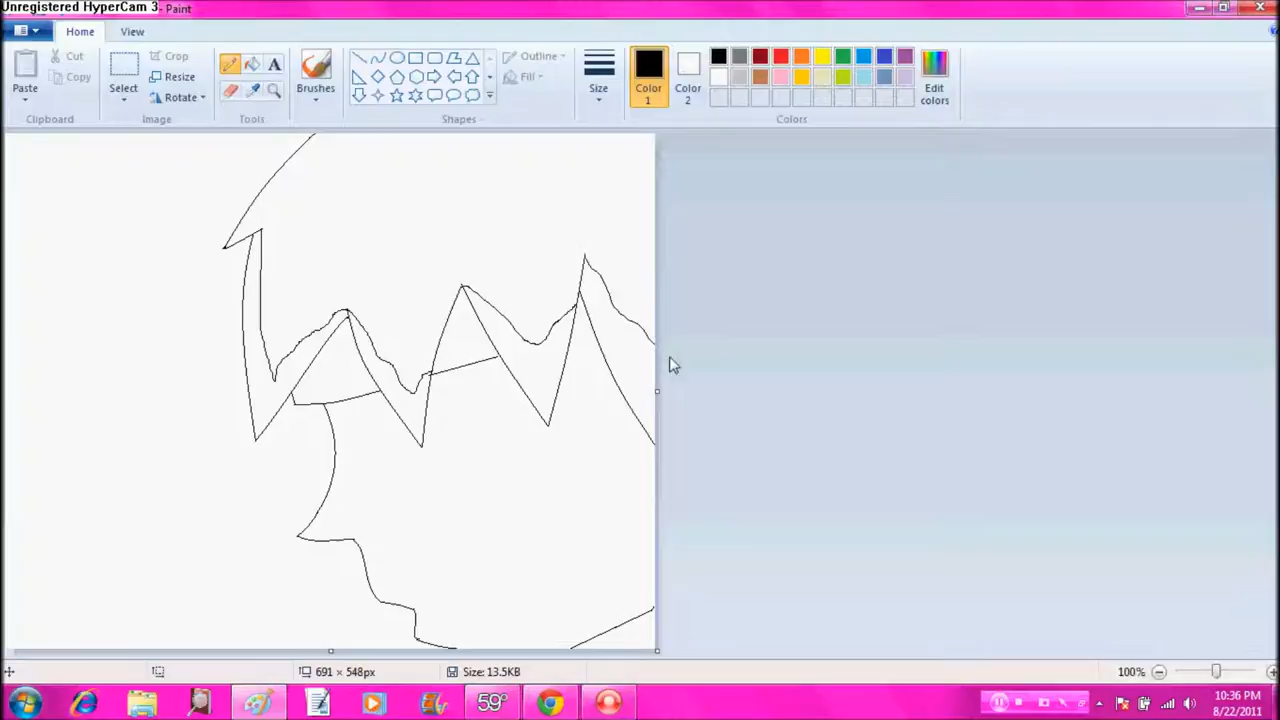 Unregistered HyperCam 3 - Paint
Home View
Paste
Cut
Copy
Clipboard
Select
Crop
Resize
Rotate
Image
A
Tools
Brushes
Outline
Fill
Shapes
Size
Color 1
Color 2
Edit colors
Colors
691 × 548px
Size: 13.5KB
100%
59°
10:36 PM
8/22/2011